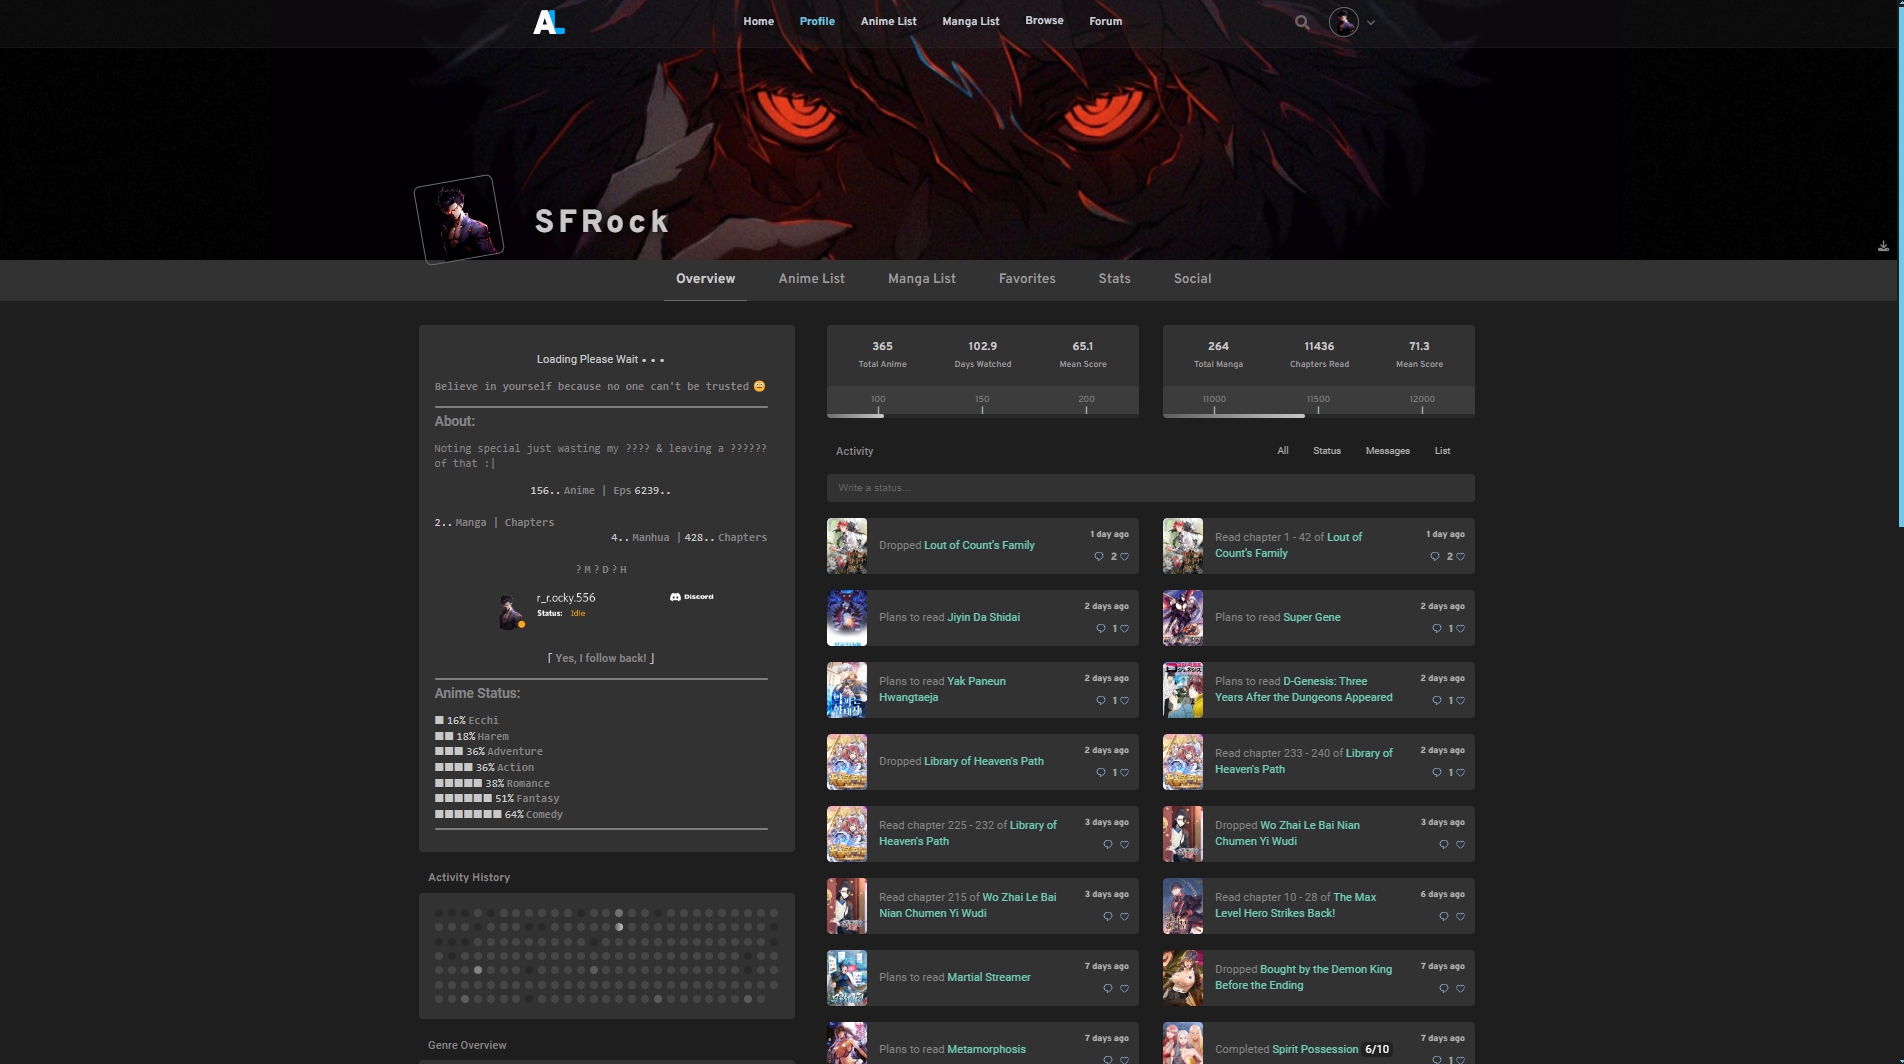 AL
Home Profile Anime List Manga List Browse Forum
SFRock
Overview Anime List Manga List Favorites Stats Social
Loading Please Wait • • •
Believe in yourself because no one can't be trusted
About:
Noting special just wasting my ???? & leaving a ??????
of that :|
156.. Anime | Eps 6239..
2.. Manga | Chapters
4.. Manhua | 428.. Chapters
? M ? D ? H
r_r.ocky.556
Discord
Status: Idle
「 Yes, I follow back! 」
Anime Status:
■ 16% Ecchi
■■ 18% Harem
■■■ 36% Adventure
■■■■ 36% Action
■■■■■ 38% Romance
■■■■■■ 51% Fantasy
■■■■■■■ 64% Comedy
Activity History
Genre Overview
365 102.9 65.1
Total Anime Days Watched Mean Score
100 150 200
264 11436 71.3
Total Manga Chapters Read Mean Score
11000 11500 12000
Activity
All Status Messages List
Write a status...
Dropped Lout of Count's Family
1 day ago
2
Read chapter 1 - 42 of Lout of
Count's Family
1 day ago
2
Plans to read Jiyin Da Shidai
2 days ago
1
Plans to read Super Gene
2 days ago
1
Plans to read Yak Paneun
Hwangtaeja
2 days ago
1
Plans to read D-Genesis: Three
Years After the Dungeons Appeared
2 days ago
1
Dropped Library of Heaven's Path
2 days ago
1
Read chapter 233 - 240 of Library of
Heaven's Path
2 days ago
1
Read chapter 225 - 232 of Library of
Heaven's Path
3 days ago
Dropped Wo Zhai Le Bai Nian
Chumen Yi Wudi
3 days ago
Read chapter 215 of Wo Zhai Le Bai
Nian Chumen Yi Wudi
3 days ago
Read chapter 10 - 28 of The Max
Level Hero Strikes Back!
6 days ago
Plans to read Martial Streamer
7 days ago
Dropped Bought by the Demon King
Before the Ending
7 days ago
Plans to read Metamorphosis
7 days ago
Completed Spirit Possession 6/10
7 days ago
1